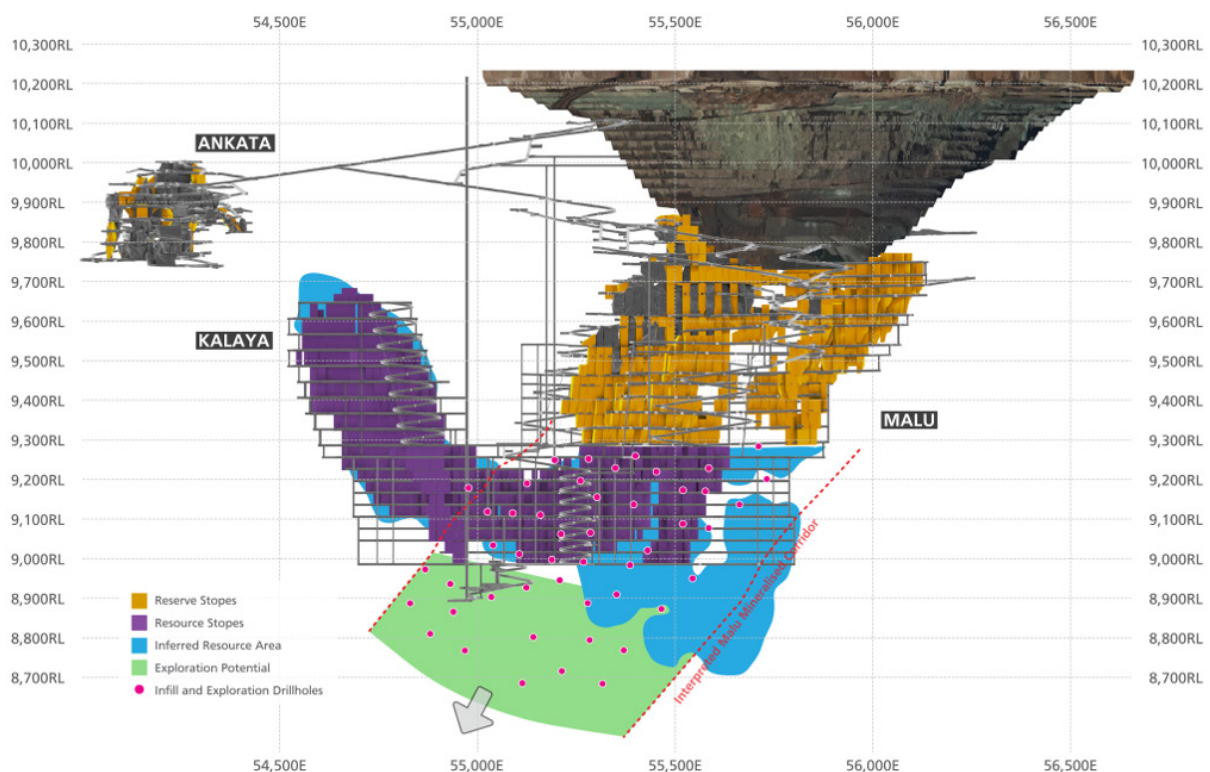 54,500E 55,000E 55,500E 56,000E 56,500E
10,300RL 10,300RL
10,200RL 10,200RL
10,100RL 10,100RL
ANKATA
10,000RL 10,000RL
9,900RL 9,900RL
9,800RL 9,800RL
9,700RL 9,700RL
9,600RL 9,600RL
KALAYA
9,500RL 9,500RL
9,400RL 9,400RL
MALU
9,300RL 9,300RL
9,200RL 9,200RL
9,100RL 9,100RL
9,000RL 9,000RL
Interpreted Malu Mineralised Corridor
8,900RL 8,900RL
8,800RL 8,800RL
8,700RL 8,700RL
Reserve Stopes
Resource Stopes
Inferred Resource Area
Exploration Potential
Infill and Exploration Drillholes
54,500E 55,000E 55,500E 56,000E 56,500E